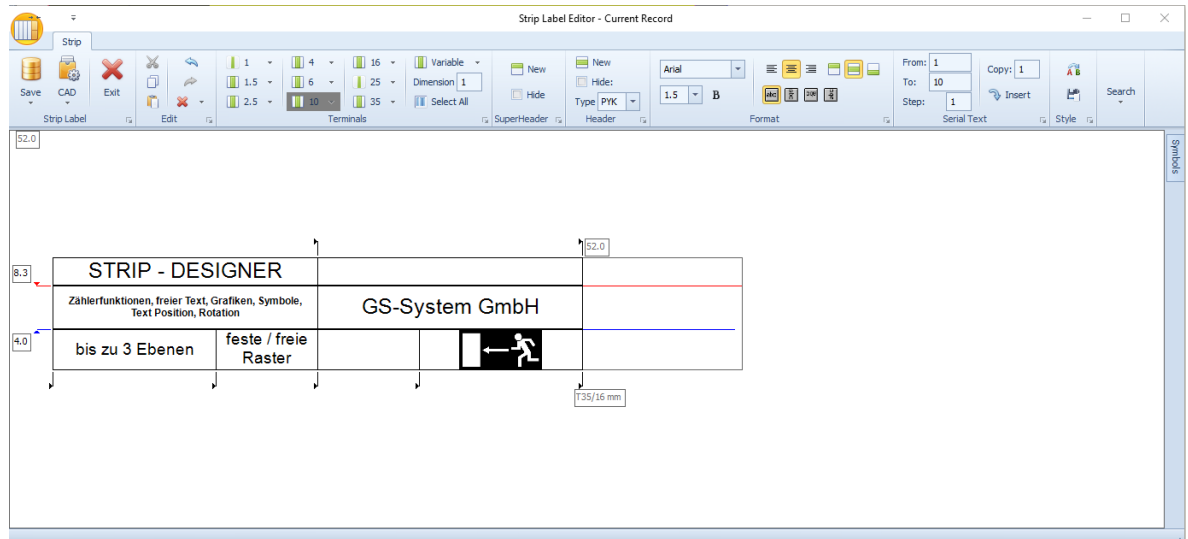 Strip Label Editor - Current Record
Strip
Save
CAD
Exit
Strip Label
Edit
1
1.5
2.5
4
6
10
16
25
35
Variable
Dimension 1
Select All
Terminals
New
Hide
SuperHeader
New
Hide:
Type PYK
Header
Arial
1.5
B
abc
Format
From: 1
To: 10
Step: 1
Copy: 1
Insert
Serial Text
Style
Search
52.0
Symbols
52.0
8.3
STRIP - DESIGNER
Zählerfunktionen, freier Text, Grafiken, Symbole,
Text Position, Rotation
GS-System GmbH
4.0
bis zu 3 Ebenen
feste / freie
Raster
T35/16 mm